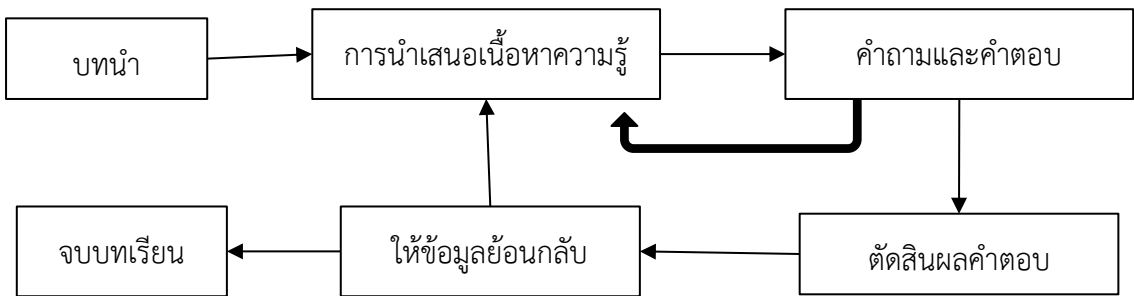 บทนำ
การนำเสนอเนื้อหาความรู้
คำถามและคำตอบ
จบบทเรียน
ให้ข้อมูลย้อนกลับ
ตัดสินผลคำตอบ